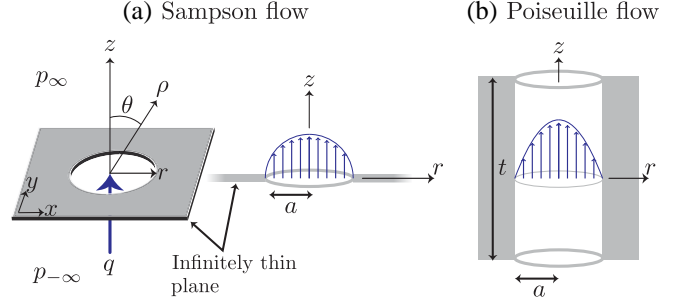 (a) Sampson flow
(b) Poiseuille flow
z
p∞
θ
ρ
r
y
x
q
p−∞
Infinitely thin
plane
z
r
a
z
t
r
a